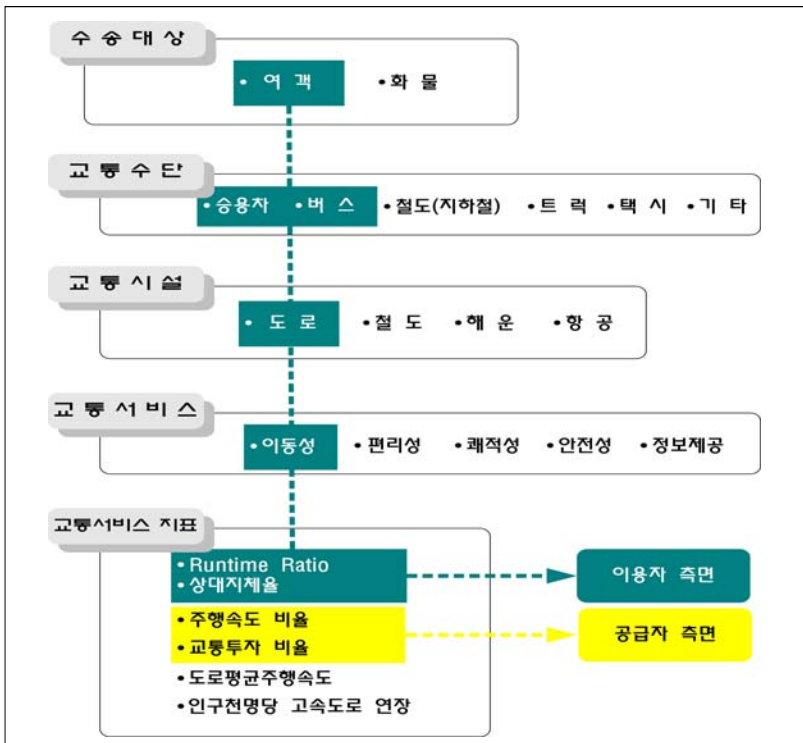 수 송 대 상
• 여 객 • 화 물
교 통 수 단
• 승용차 • 버 스 • 철도(지하철) • 트 럭 • 택 시 • 기 타
교 통 시 설
• 도 로 • 철 도 • 해 운 • 항 공
교 통 서 비 스
• 이동성 • 편리성 • 쾌적성 • 안전성 • 정보제공
교통서비스 지표
• Runtime Ratio
• 상대지체율
이용자 측면
• 주행속도 비율
• 교통투자 비율
공급자 측면
• 도로평균주행속도
• 인구천명당 고속도로 연장